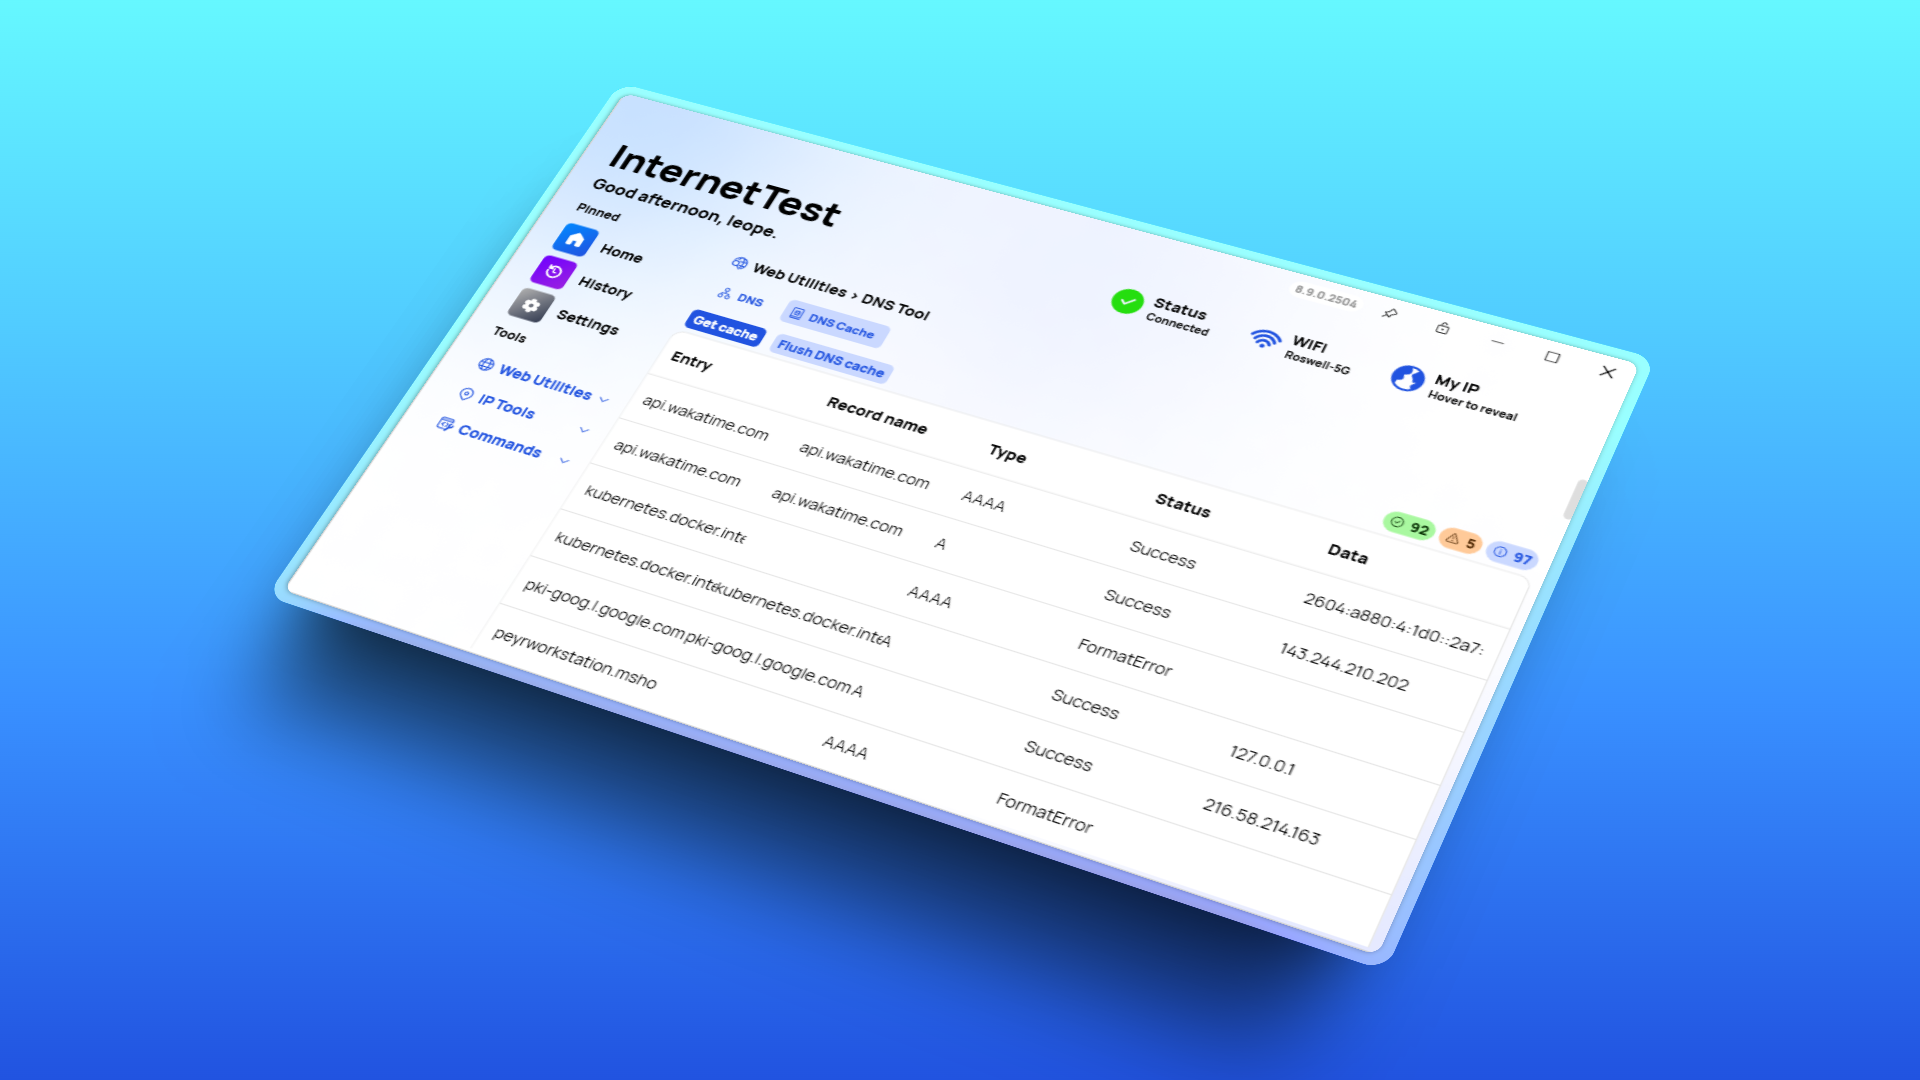 InternetTest
Good afternoon, leope.
Pinned
Home
History
Settings
Tools
Web Utilities
IP Tools
Commands
8.9.0.2504
Status
Connected
WiFi
Roswell-5G
My IP
Hover to reveal
Web Utilities > DNS Tool
DNS
DNS Cache
Get cache
Flush DNS cache
92
5
97
Entry Record name Type Status Data
api.wakatime.com api.wakatime.com AAAA Success 2604:a880:4:1d0::2a7:
api.wakatime.com api.wakatime.com A Success 143.244.210.202
kubernetes.docker.inte AAAA FormatError
kubernetes.docker.inte kubernetes.docker.inte A Success 127.0.0.1
pki-goog.l.google.com pki-goog.l.google.com A Success 216.58.214.163
peyrworkstation.msho AAAA FormatError